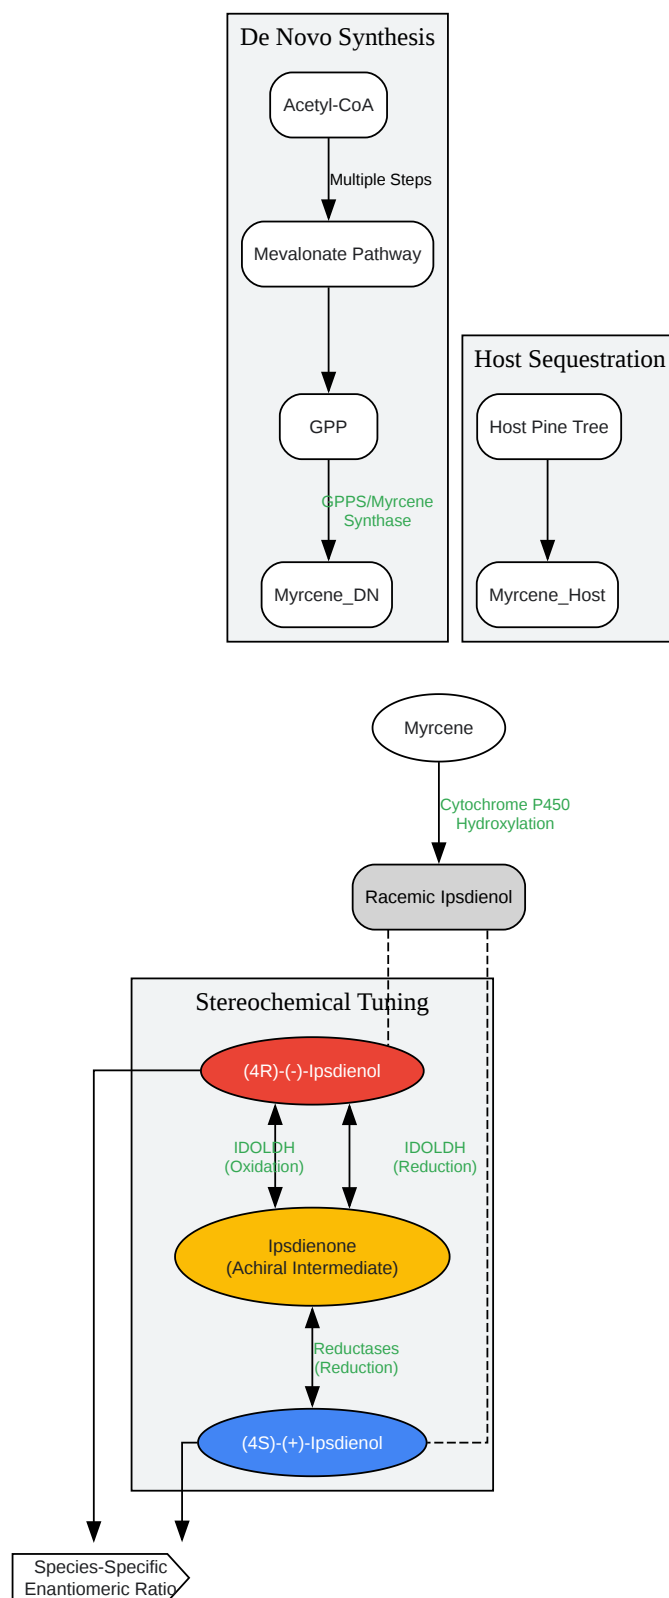 De Novo Synthesis
Acetyl-CoA
Multiple Steps
Mevalonate Pathway
Host Sequestration
GPP
Host Pine Tree
GPPS/Myrcene
Synthase
Myrcene_DN
Myrcene_Host
Myrcene
Cytochrome P450
Hydroxylation
Racemic Ipsdienol
Stereochemical Tuning
(4R)-(-)-Ipsdienol
IDOLDH
(Oxidation)
IDOLDH
(Reduction)
Ipsdienone
(Achiral Intermediate)
Reductases
(Reduction)
(4S)-(+)-Ipsdienol
Species-Specific
Enantiomeric Ratio